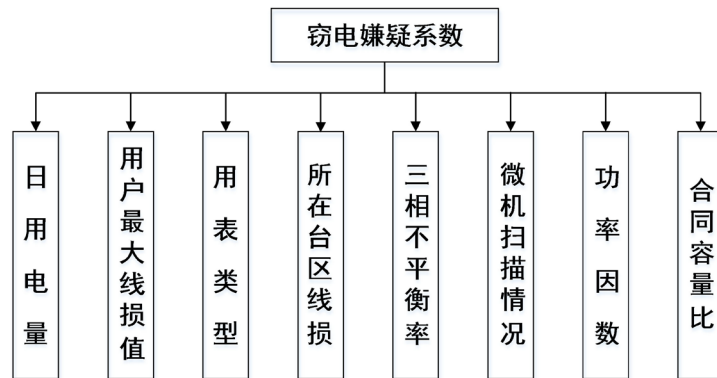 窃电嫌疑系数
日用电量
用户最大线损值
用表类型
所在台区线损
三相不平衡率
微机扫描情况
功率因数
合同容量比